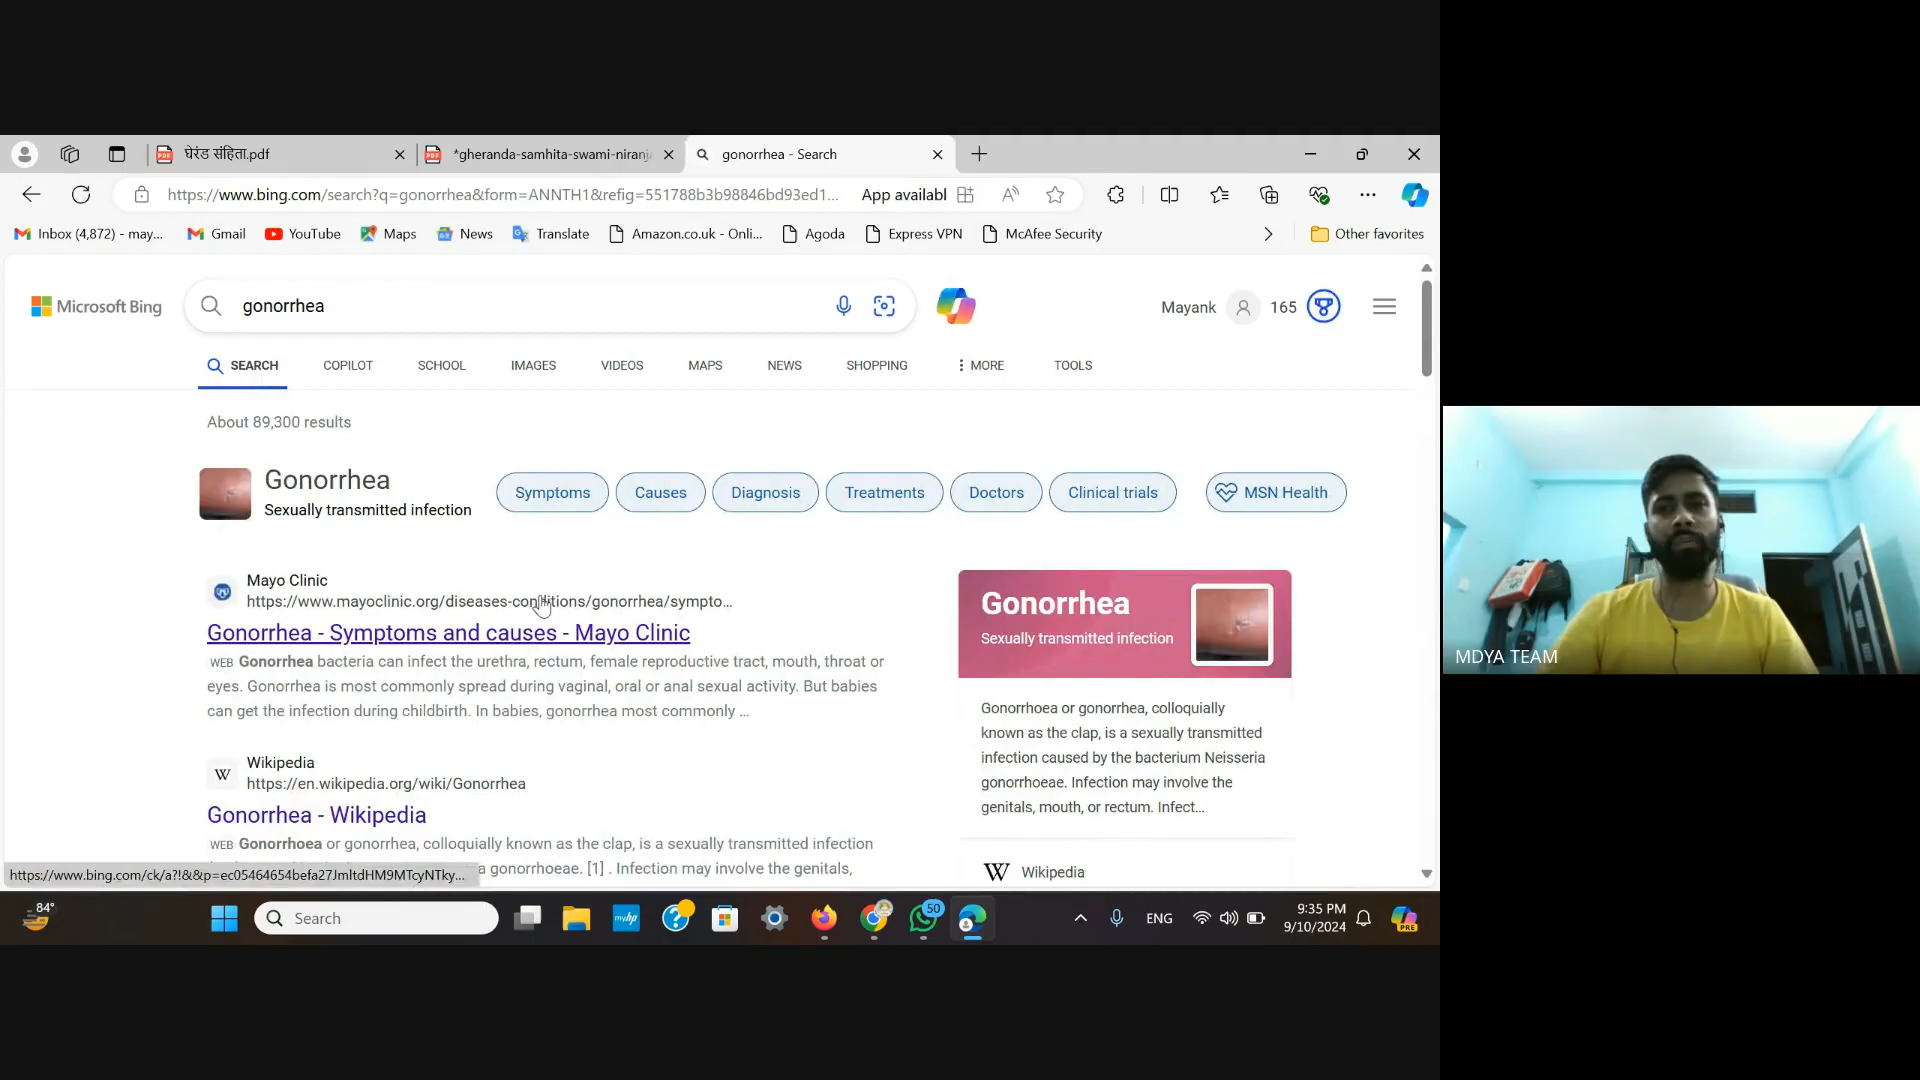 घेरंड संहिता.pdf
*gheranda-samhita-swami-niranja
gonorrhea - Search
https://www.bing.com/search?q=gonorrhea&form=ANNTH1&refig=551788b3b98846bd93ed1...
App availabl
Inbox (4,872) - may...
Gmail
YouTube
Maps
News
Translate
Amazon.co.uk - Onli...
Agoda
Express VPN
McAfee Security
Other favorites
Microsoft Bing
gonorrhea
Mayank
165
SEARCH
COPILOT
SCHOOL
IMAGES
VIDEOS
MAPS
NEWS
SHOPPING
MORE
TOOLS
About 89,300 results
Gonorrhea
Sexually transmitted infection
Symptoms
Causes
Diagnosis
Treatments
Doctors
Clinical trials
MSN Health
Mayo Clinic
https://www.mayoclinic.org/diseases-conditions/gonorrhea/sympto...
Gonorrhea - Symptoms and causes - Mayo Clinic
WEB Gonorrhea bacteria can infect the urethra, rectum, female reproductive tract, mouth, throat or
eyes. Gonorrhea is most commonly spread during vaginal, oral or anal sexual activity. But babies
can get the infection during childbirth. In babies, gonorrhea most commonly ...
Wikipedia
https://en.wikipedia.org/wiki/Gonorrhea
Gonorrhea - Wikipedia
WEB Gonorrhoea or gonorrhea, colloquially known as the clap, is a sexually transmitted infection
a gonorrhoeae. [1] . Infection may involve the genitals,
https://www.bing.com/ck/a?!&&p=ec05464654befa27JmltdHM9MTcyNTky...
Gonorrhea
Sexually transmitted infection
Gonorrhoea or gonorrhea, colloquially
known as the clap, is a sexually transmitted
infection caused by the bacterium Neisseria
gonorrhoeae. Infection may involve the
genitals, mouth, or rectum. Infect...
Wikipedia
MDYA TEAM
84°
Search
myhp
50
ENG
9:35 PM
9/10/2024
PRE